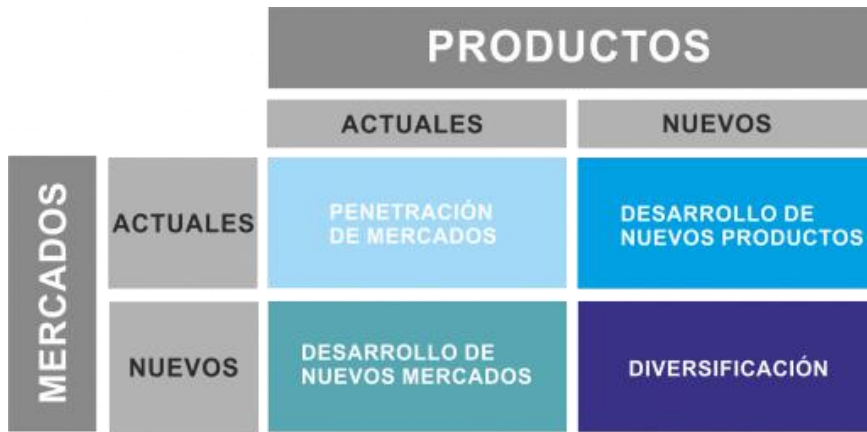 PRODUCTOS
ACTUALES
NUEVOS
MERCADOS
ACTUALES
PENETRACIÓN
DE MERCADOS
DESARROLLO DE
NUEVOS PRODUCTOS
NUEVOS
DESARROLLO DE
NUEVOS MERCADOS
DIVERSIFICACIÓN